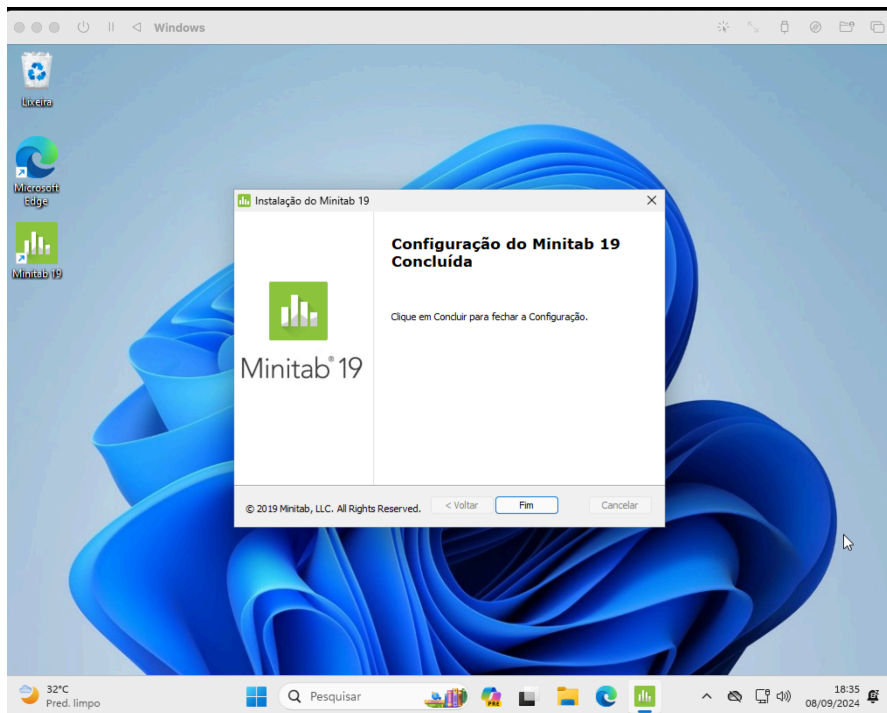 Windows
Lixeira
Microsoft
Edge
Minitab 19
Instalação do Minitab 19
Configuração do Minitab 19
Concluída
Clique em Concluir para fechar a Configuração.
Minitab® 19
© 2019 Minitab, LLC. All Rights Reserved.
< Voltar
Fim
Cancelar
32°C
Pred. limpo
Pesquisar
PRE
18:35
08/09/2024